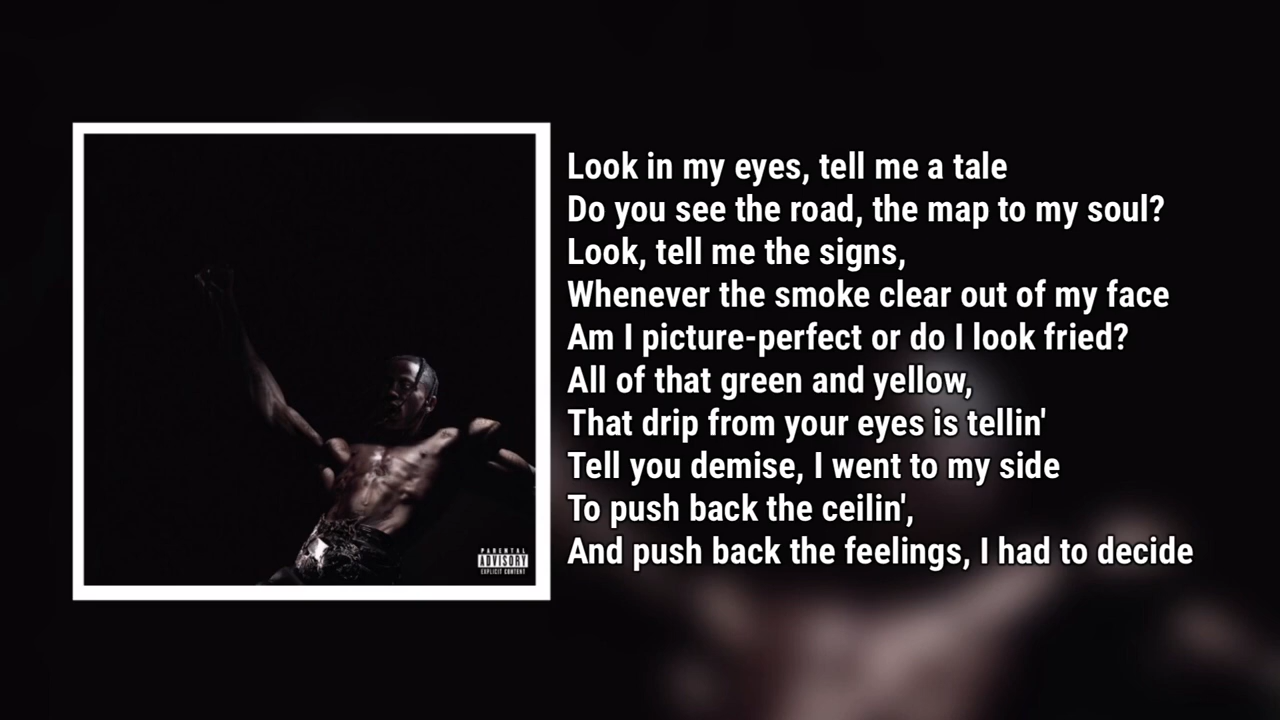 Look in my eyes, tell me a tale
Do you see the road, the map to my soul?
Look, tell me the signs,
Whenever the smoke clear out of my face
Am I picture-perfect or do I look fried?
All of that green and yellow,
That drip from your eyes is tellin'
Tell you demise, I went to my side
To push back the ceilin',
And push back the feelings, I had to decide
PARENTAL
ADVISORY
EXPLICIT CONTENT